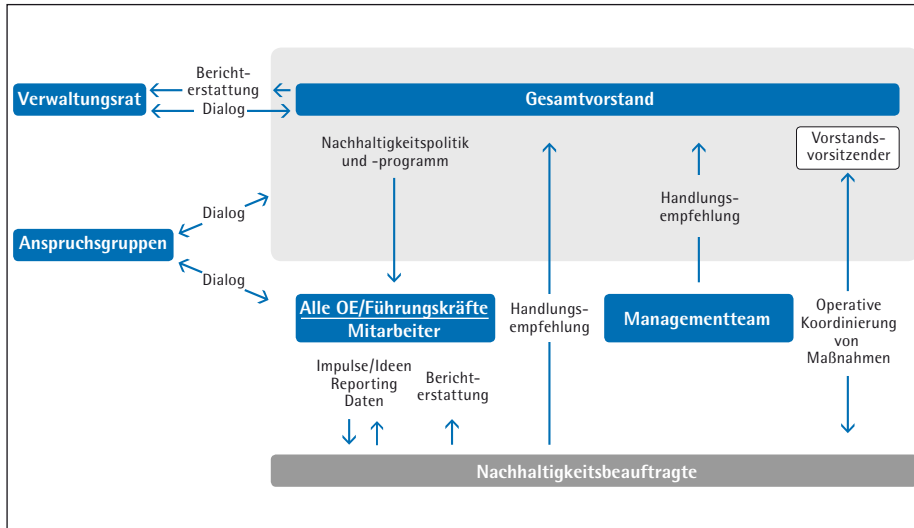 Bericht-
erstattung
Verwaltungsrat
Dialog
Gesamtvorstand
Nachhaltigkeitspolitik
und -programm
Vorstands-
vorsitzender
Handlungs-
empfehlung
Dialog
Anspruchsgruppen
Dialog
Alle OE/Führungskräfte
Mitarbeiter
Handlungs-
empfehlung
Managementteam
Operative
Koordinierung
von
Maßnahmen
Impulse/Ideen
Reporting
Daten
Bericht-
erstattung
Nachhaltigkeitsbeauftragte